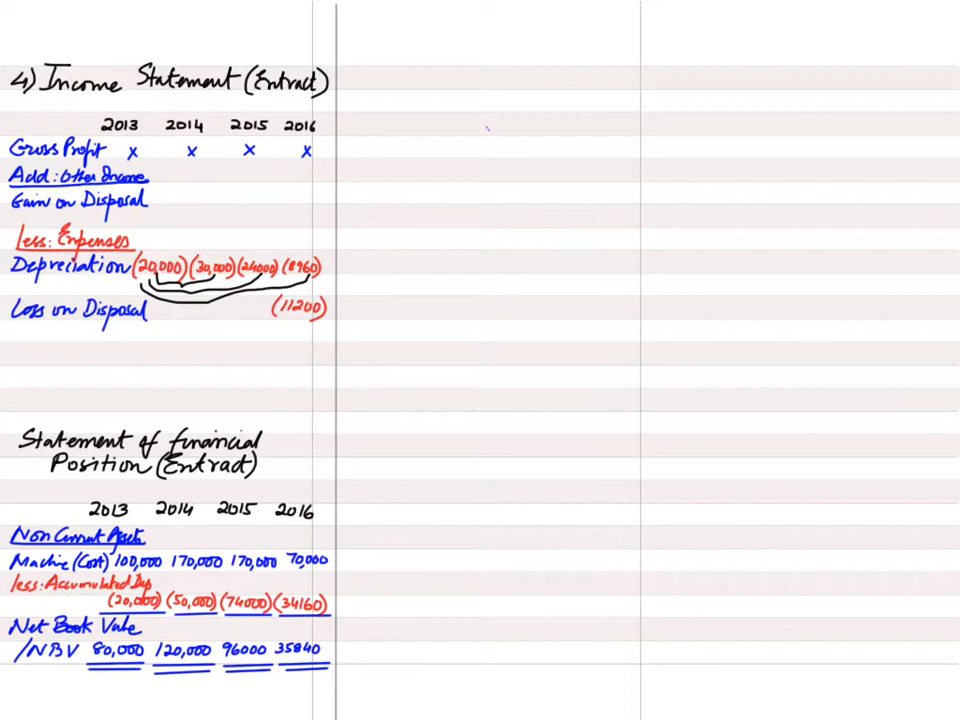 4) Income Statement (Extract)
2013 2014 2015 2016
Gross Profit x x x x
Add: Other Income
Gain on Disposal
Less: Expenses
Depreciation (20,000) (30,000) (24000) (8960)
Loss on Disposal (11200)
Statement of financial
Position (Extract)
2013 2014 2015 2016
Non Current Assets
Machine (Cost) 100,000 170,000 170,000 70,000
less: Accumulated Dep
(20,000) (50,000) (74000) (34160)
Net Book Value
/NBV 80,000 120,000 96000 35840